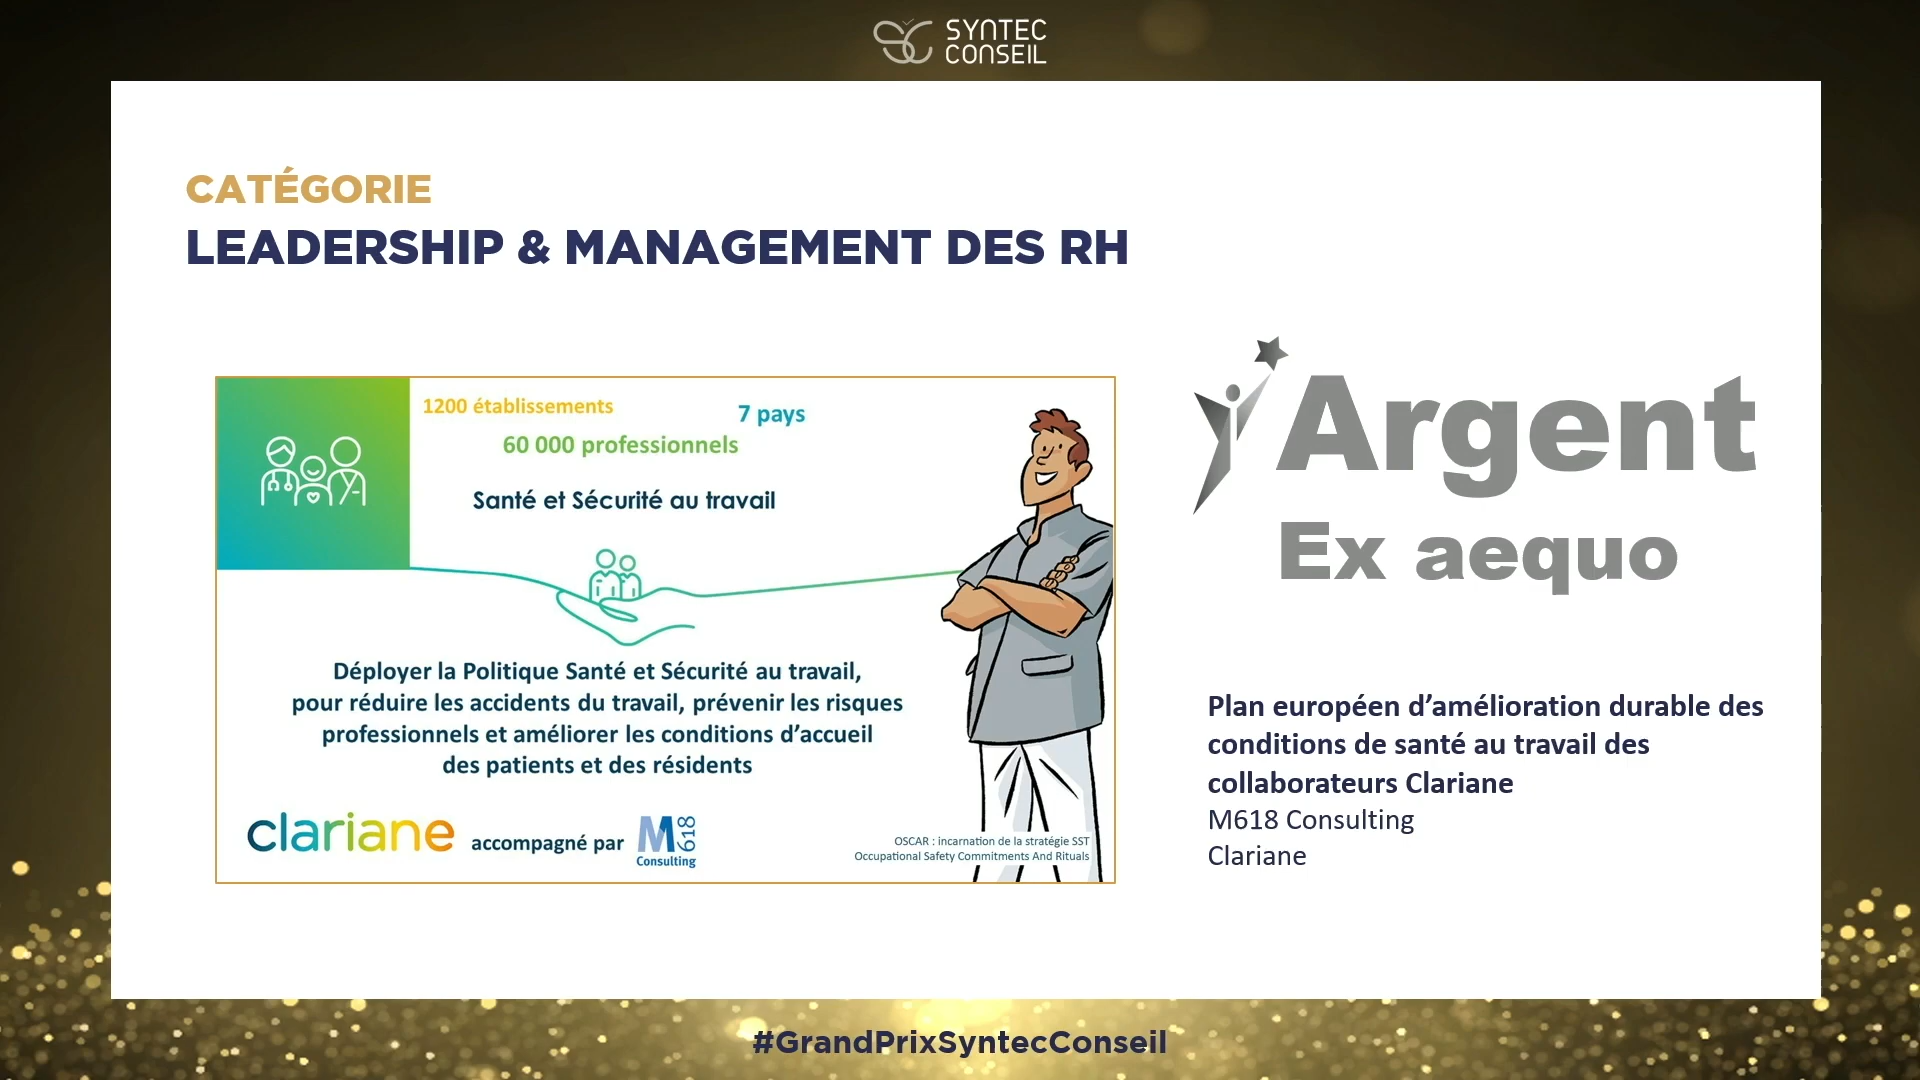 SYNTEC
CONSEIL
CATÉGORIE
LEADERSHIP & MANAGEMENT DES RH
1200 établissements
7 pays
60 000 professionnels
Santé et Sécurité au travail
Déployer la Politique Santé et Sécurité au travail,
pour réduire les accidents du travail, prévenir les risques
professionnels et améliorer les conditions d’accueil
des patients et des résidents
clariane accompagné par M618
Consulting
OSCAR : incarnation de la stratégie SST
Occupational Safety Commitments And Rituals
Argent
Ex aequo
Plan européen d’amélioration durable des
conditions de santé au travail des
collaborateurs Clariane
M618 Consulting
Clariane
#GrandPrixSyntecConseil